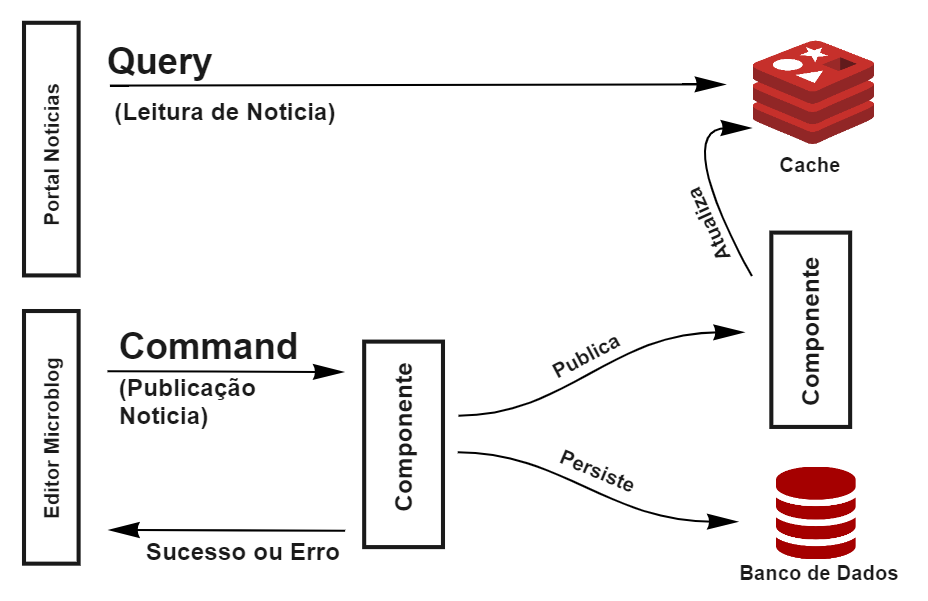 Portal Noticias
Query
(Leitura de Noticia)
Cache
Atualiza
Componente
Editor Microblog
Command
(Publicação
Noticia)
Componente
Publica
Persiste
Sucesso ou Erro
Banco de Dados